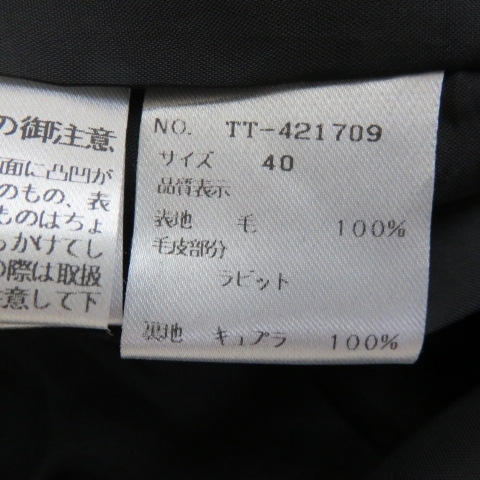 の御注意
面に凸凹が
のもの、表
ものはちょ
っかけてし
の際は取扱
注意して下
NO. TT-421709
サイズ 40
品質表示
表地 毛 100%
毛皮部分
ラビット
裏地 キュプラ 100%